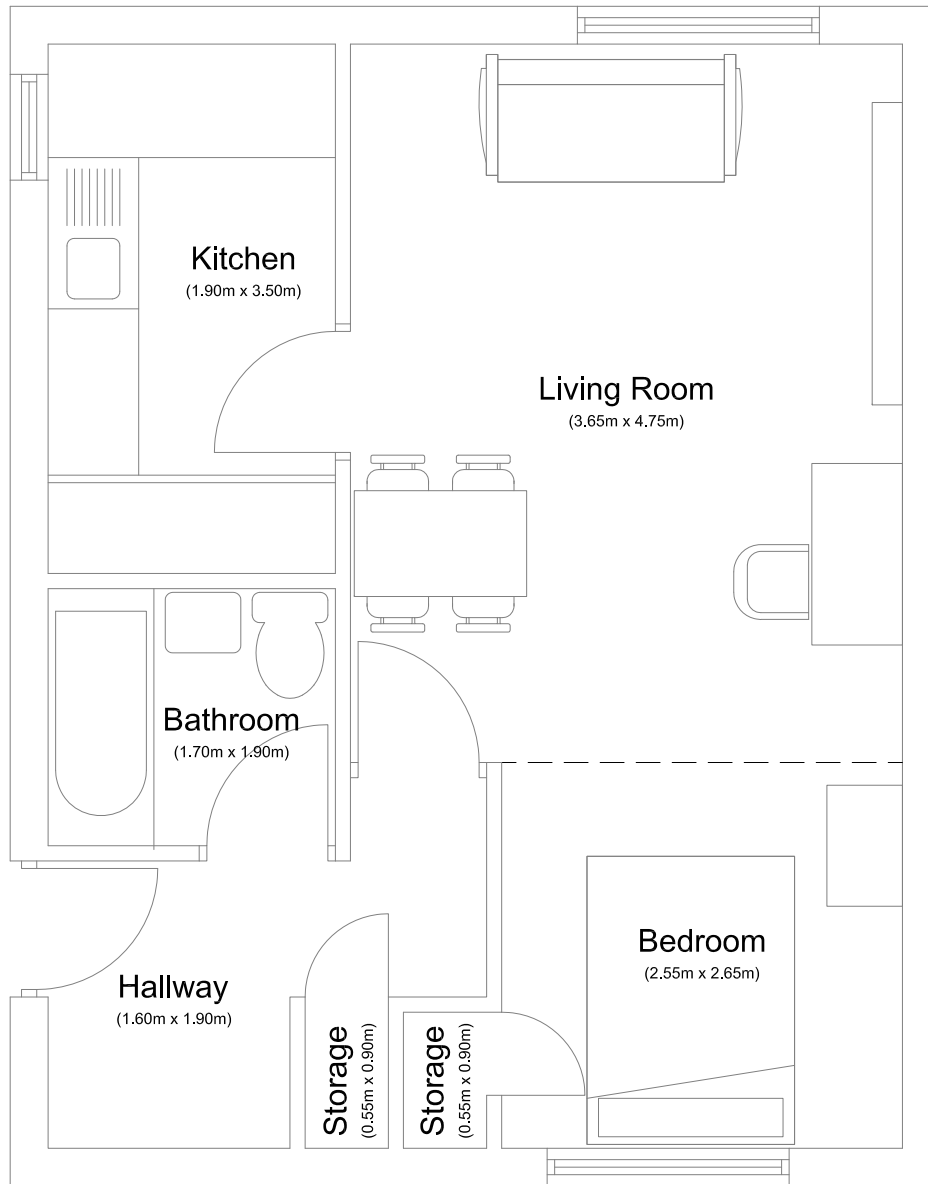 Kitchen
(1.90m x 3.50m)
Living Room
(3.65m x 4.75m)
Bathroom
(1.70m x 1.90m)
Bedroom
(2.55m x 2.65m)
Hallway
(1.60m x 1.90m)
Storage
(0.55m x 0.90m)
Storage
(0.55m x 0.90m)